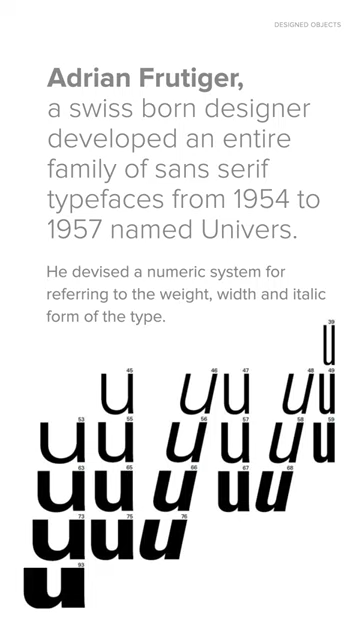 DESIGNED OBJECTS
Adrian Frutiger,
a swiss born designer
developed an entire
family of sans serif
typefaces from 1954 to
1957 named Univers.
He devised a numeric system for
referring to the weight, width and italic
form of the type.
39
u
45 46 47 48 49
u u u u u
53 55 56 57 58 59
u u u u u u
63 65 66 67 68
u u u u u
73 75 76
u u u
93
u